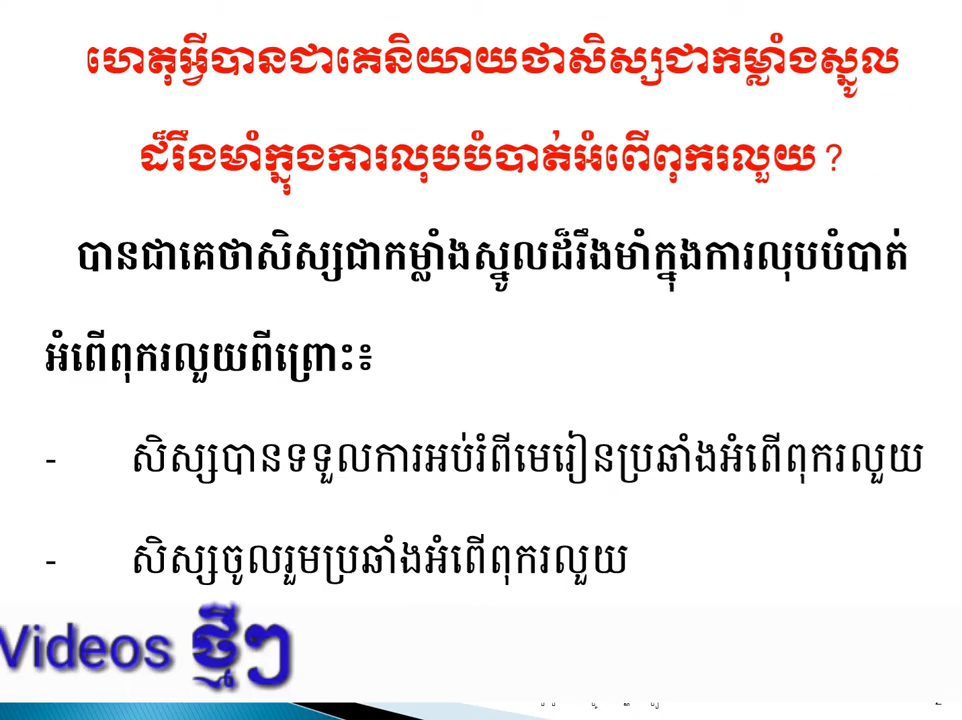 ហេតុអ្វីបានជាគេនិយាយថាសិស្សជាកម្លាំងស្នូល
ដ៏រឹងមាំក្នុងការលុបបំបាត់អំពើពុករលួយ ?
បានជាគេថាសិស្សជាកម្លាំងស្នូលដ៏រឹងមាំក្នុងការលុបបំបាត់
អំពើពុករលួយពីព្រោះ៖
- សិស្សបានទទួលការអប់រំពីមេរៀនប្រឆាំងអំពើពុករលួយ
- សិស្សចូលរួមប្រឆាំងអំពើពុករលួយ
Videos ថ្មីៗ